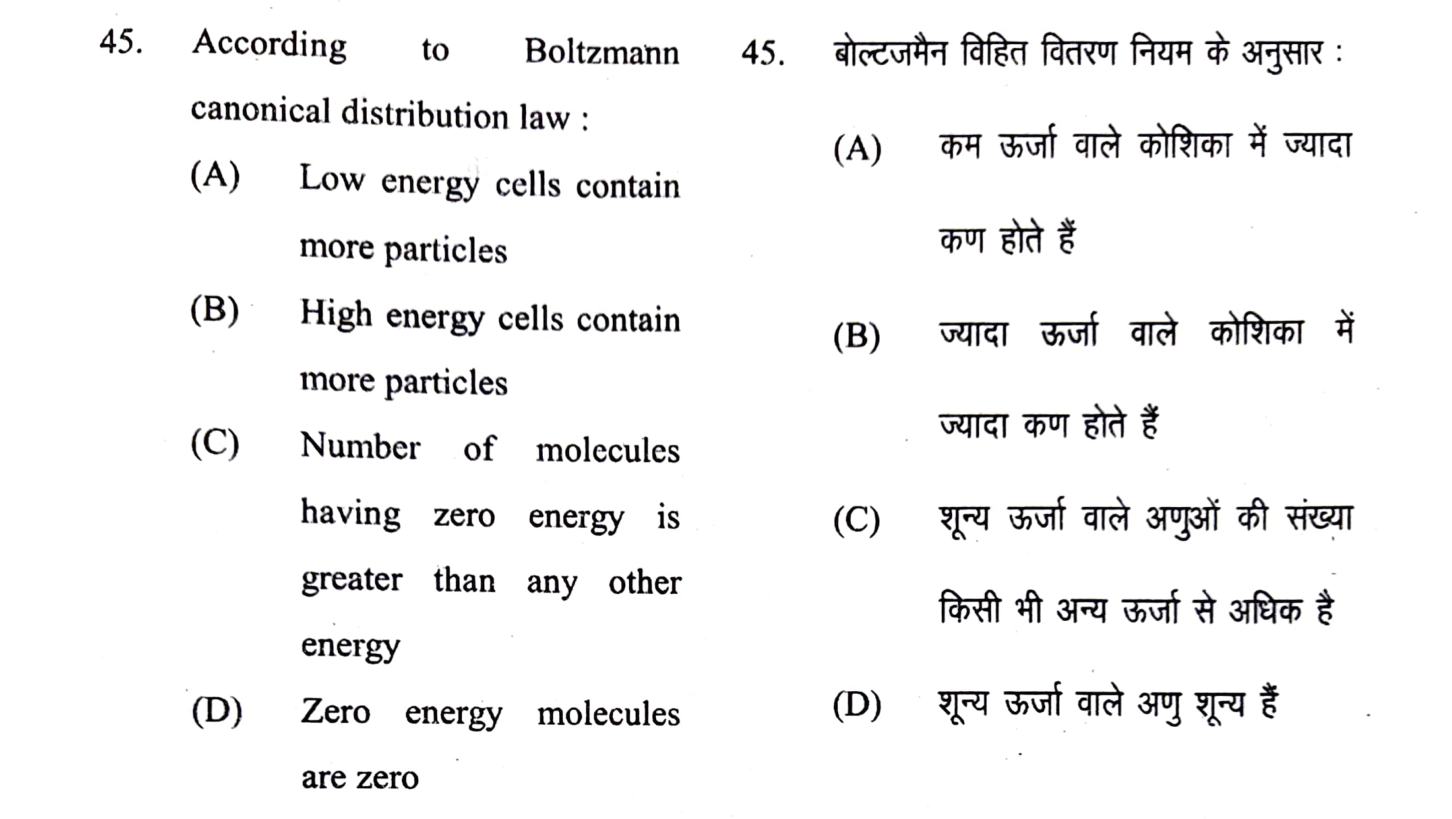 45. According to Boltzmann
canonical distribution law :
(A) Low energy cells contain
more particles
(B) High energy cells contain
more particles
(C) Number of molecules
having zero energy is
greater than any other
energy
(D) Zero energy molecules
are zero
45. बोल्टजमैन विहित वितरण नियम के अनुसार :
(A) कम ऊर्जा वाले कोशिका में ज्यादा
कण होते हैं
(B) ज्यादा ऊर्जा वाले कोशिका में
ज्यादा कण होते हैं
(C) शून्य ऊर्जा वाले अणुओं की संख्या
किसी भी अन्य ऊर्जा से अधिक है
(D) शून्य ऊर्जा वाले अणु शून्य हैं